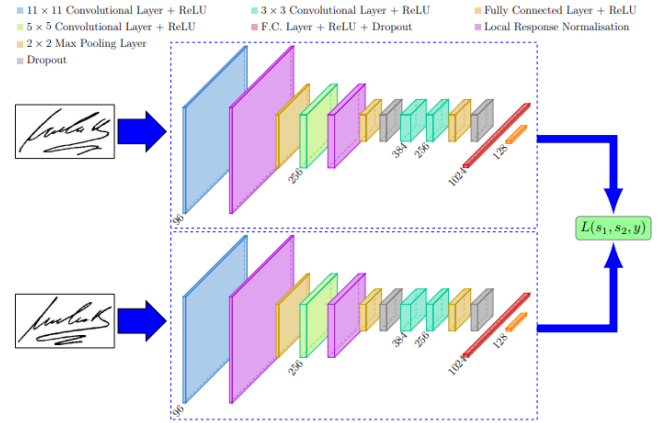 11 × 11 Convolutional Layer + ReLU
3 × 3 Convolutional Layer + ReLU
Fully Connected Layer + ReLU
5 × 5 Convolutional Layer + ReLU
F.C. Layer + ReLU + Dropout
Local Response Normalisation
2 × 2 Max Pooling Layer
Dropout
96
256
384
256
1024
128
L(s₁, s₂, y)
96
256
384
256
1024
128